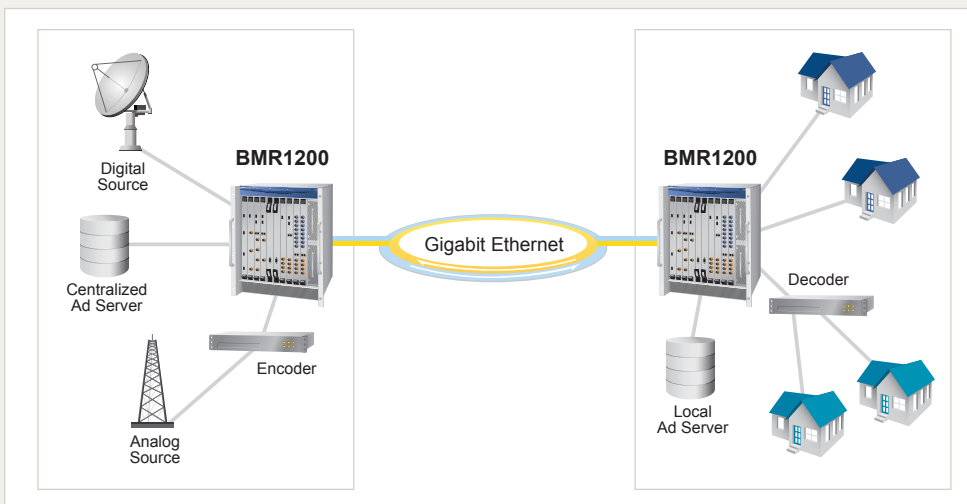 Digital
Source
BMR1200
Centralized
Ad Server
Encoder
Analog
Source
Gigabit Ethernet
BMR1200
Decoder
Local
Ad Server